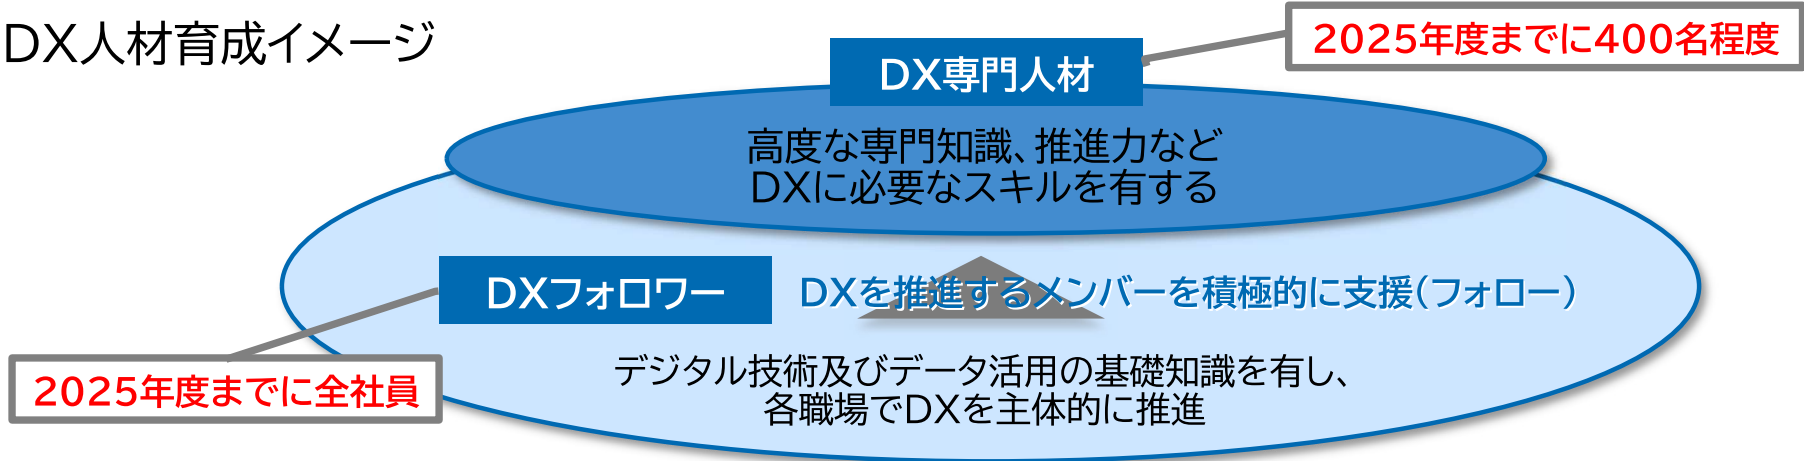 DX人材育成イメージ
2025年度までに400名程度
DX専門人材
高度な専門知識、推進力など
DXに必要なスキルを有する
DXフォロワー
DXを推進するメンバーを積極的に支援(フォロー)
2025年度までに全社員
デジタル技術及びデータ活用の基礎知識を有し、
各職場でDXを主体的に推進